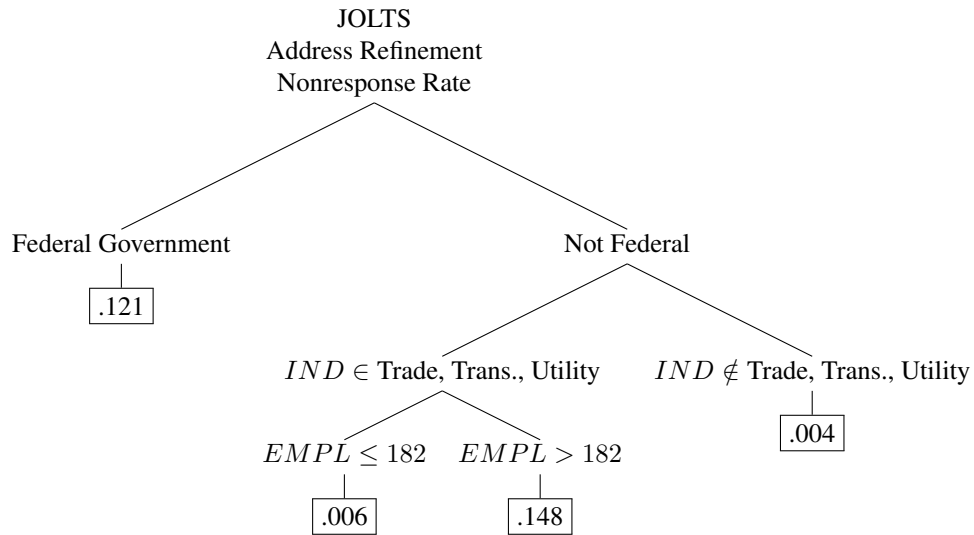 JOLTS
Address Refinement
Nonresponse Rate
Federal Government
Not Federal
.121
IND ∈ Trade, Trans., Utility
IND ∉ Trade, Trans., Utility
.004
EMPL ≤ 182
EMPL > 182
.006
.148